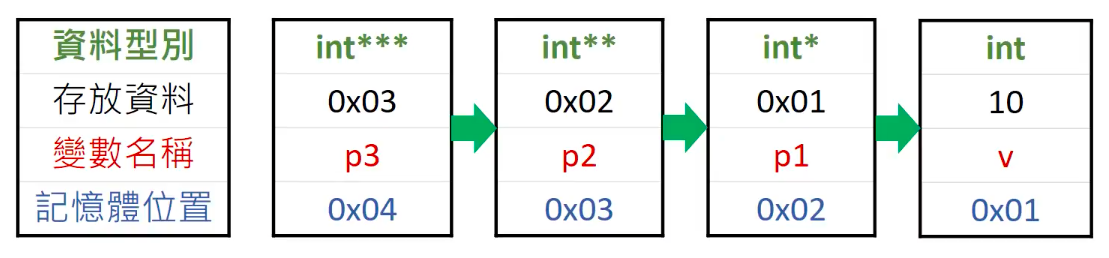 資料型別 int*** int** int* int
存放資料 0x03 0x02 0x01 10
變數名稱 p3 p2 p1 v
記憶體位置 0x04 0x03 0x02 0x01